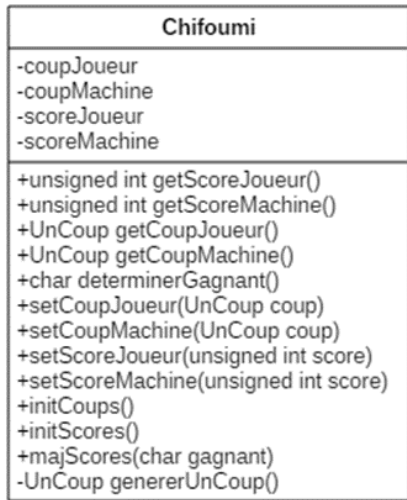 Chifoumi
-coupJoueur
-coupMachine
-scoreJoueur
-scoreMachine
+unsigned int getScoreJoueur()
+unsigned int getScoreMachine()
+UnCoup getCoupJoueur()
+UnCoup getCoupMachine()
+char determinerGagnant()
+setCoupJoueur(UnCoup coup)
+setCoupMachine(UnCoup coup)
+setScoreJoueur(unsigned int score)
+setScoreMachine(unsigned int score)
+initCoups()
+initScores()
+majScores(char gagnant)
-UnCoup genererUnCoup()